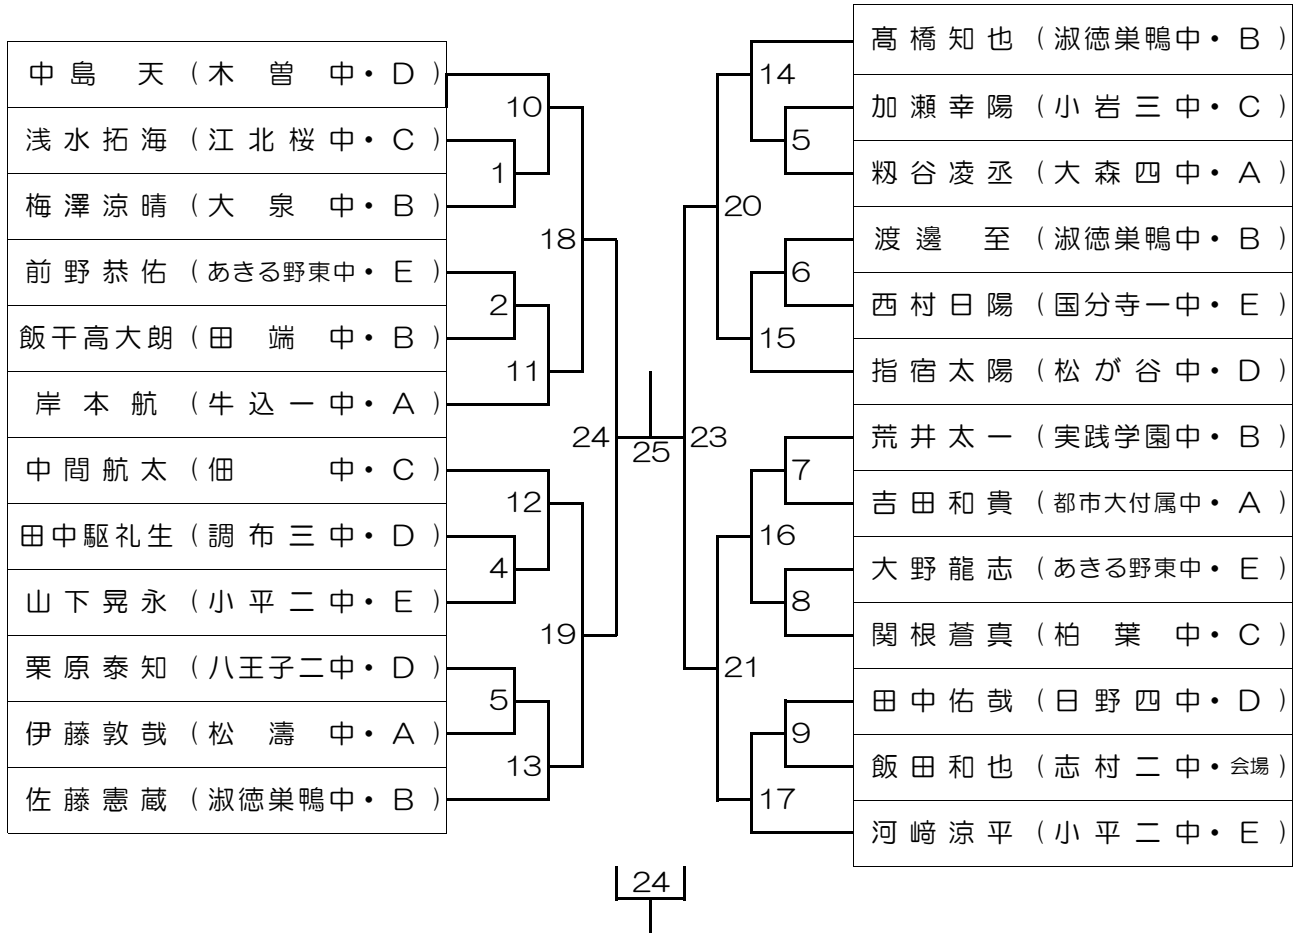 中島　天（木曽中・D）
浅水拓海（江北桜中・C）
梅澤涼晴（大泉中・B）
前野恭佑（あきる野東中・E）
飯干高大朗（田端中・B）
岸本航（牛込一中・A）
中間航太（佃中・C）
田中駆礼生（調布三中・D）
山下晃永（小平二中・E）
栗原泰知（八王子二中・D）
伊藤敦哉（松濤中・A）
佐藤憲蔵（淑徳巣鴨中・B）
10
1
18
2
11
24
12
4
19
5
13
25
23
14
5
20
6
15
7
16
8
21
9
17
髙橋知也（淑徳巣鴨中・B）
加瀬幸陽（小岩三中・C）
籾谷凌丞（大森四中・A）
渡邊　至（淑徳巣鴨中・B）
西村日陽（国分寺一中・E）
指宿太陽（松が谷中・D）
荒井太一（実践学園中・B）
吉田和貴（都市大付属中・A）
大野龍志（あきる野東中・E）
関根蒼真（柏葉中・C）
田中佑哉（日野四中・D）
飯田和也（志村二中・会場）
河﨑涼平（小平二中・E）
24